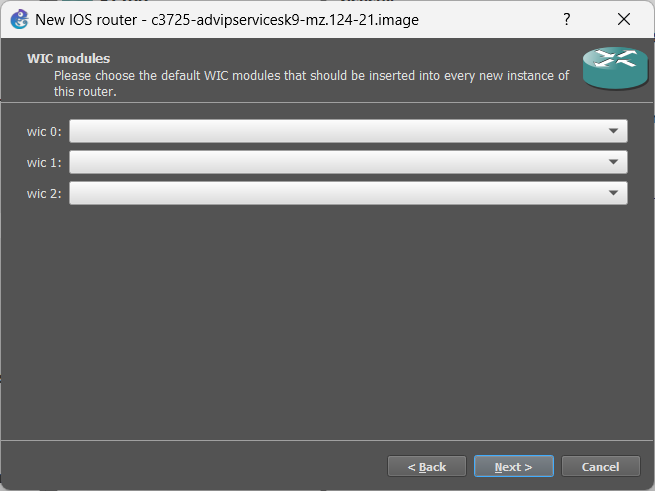 New IOS router - c3725-advipservicesk9-mz.124-21.image
?
WIC modules
Please choose the default WIC modules that should be inserted into every new instance of
this router.
wic 0:
wic 1:
wic 2:
< Back
Next >
Cancel